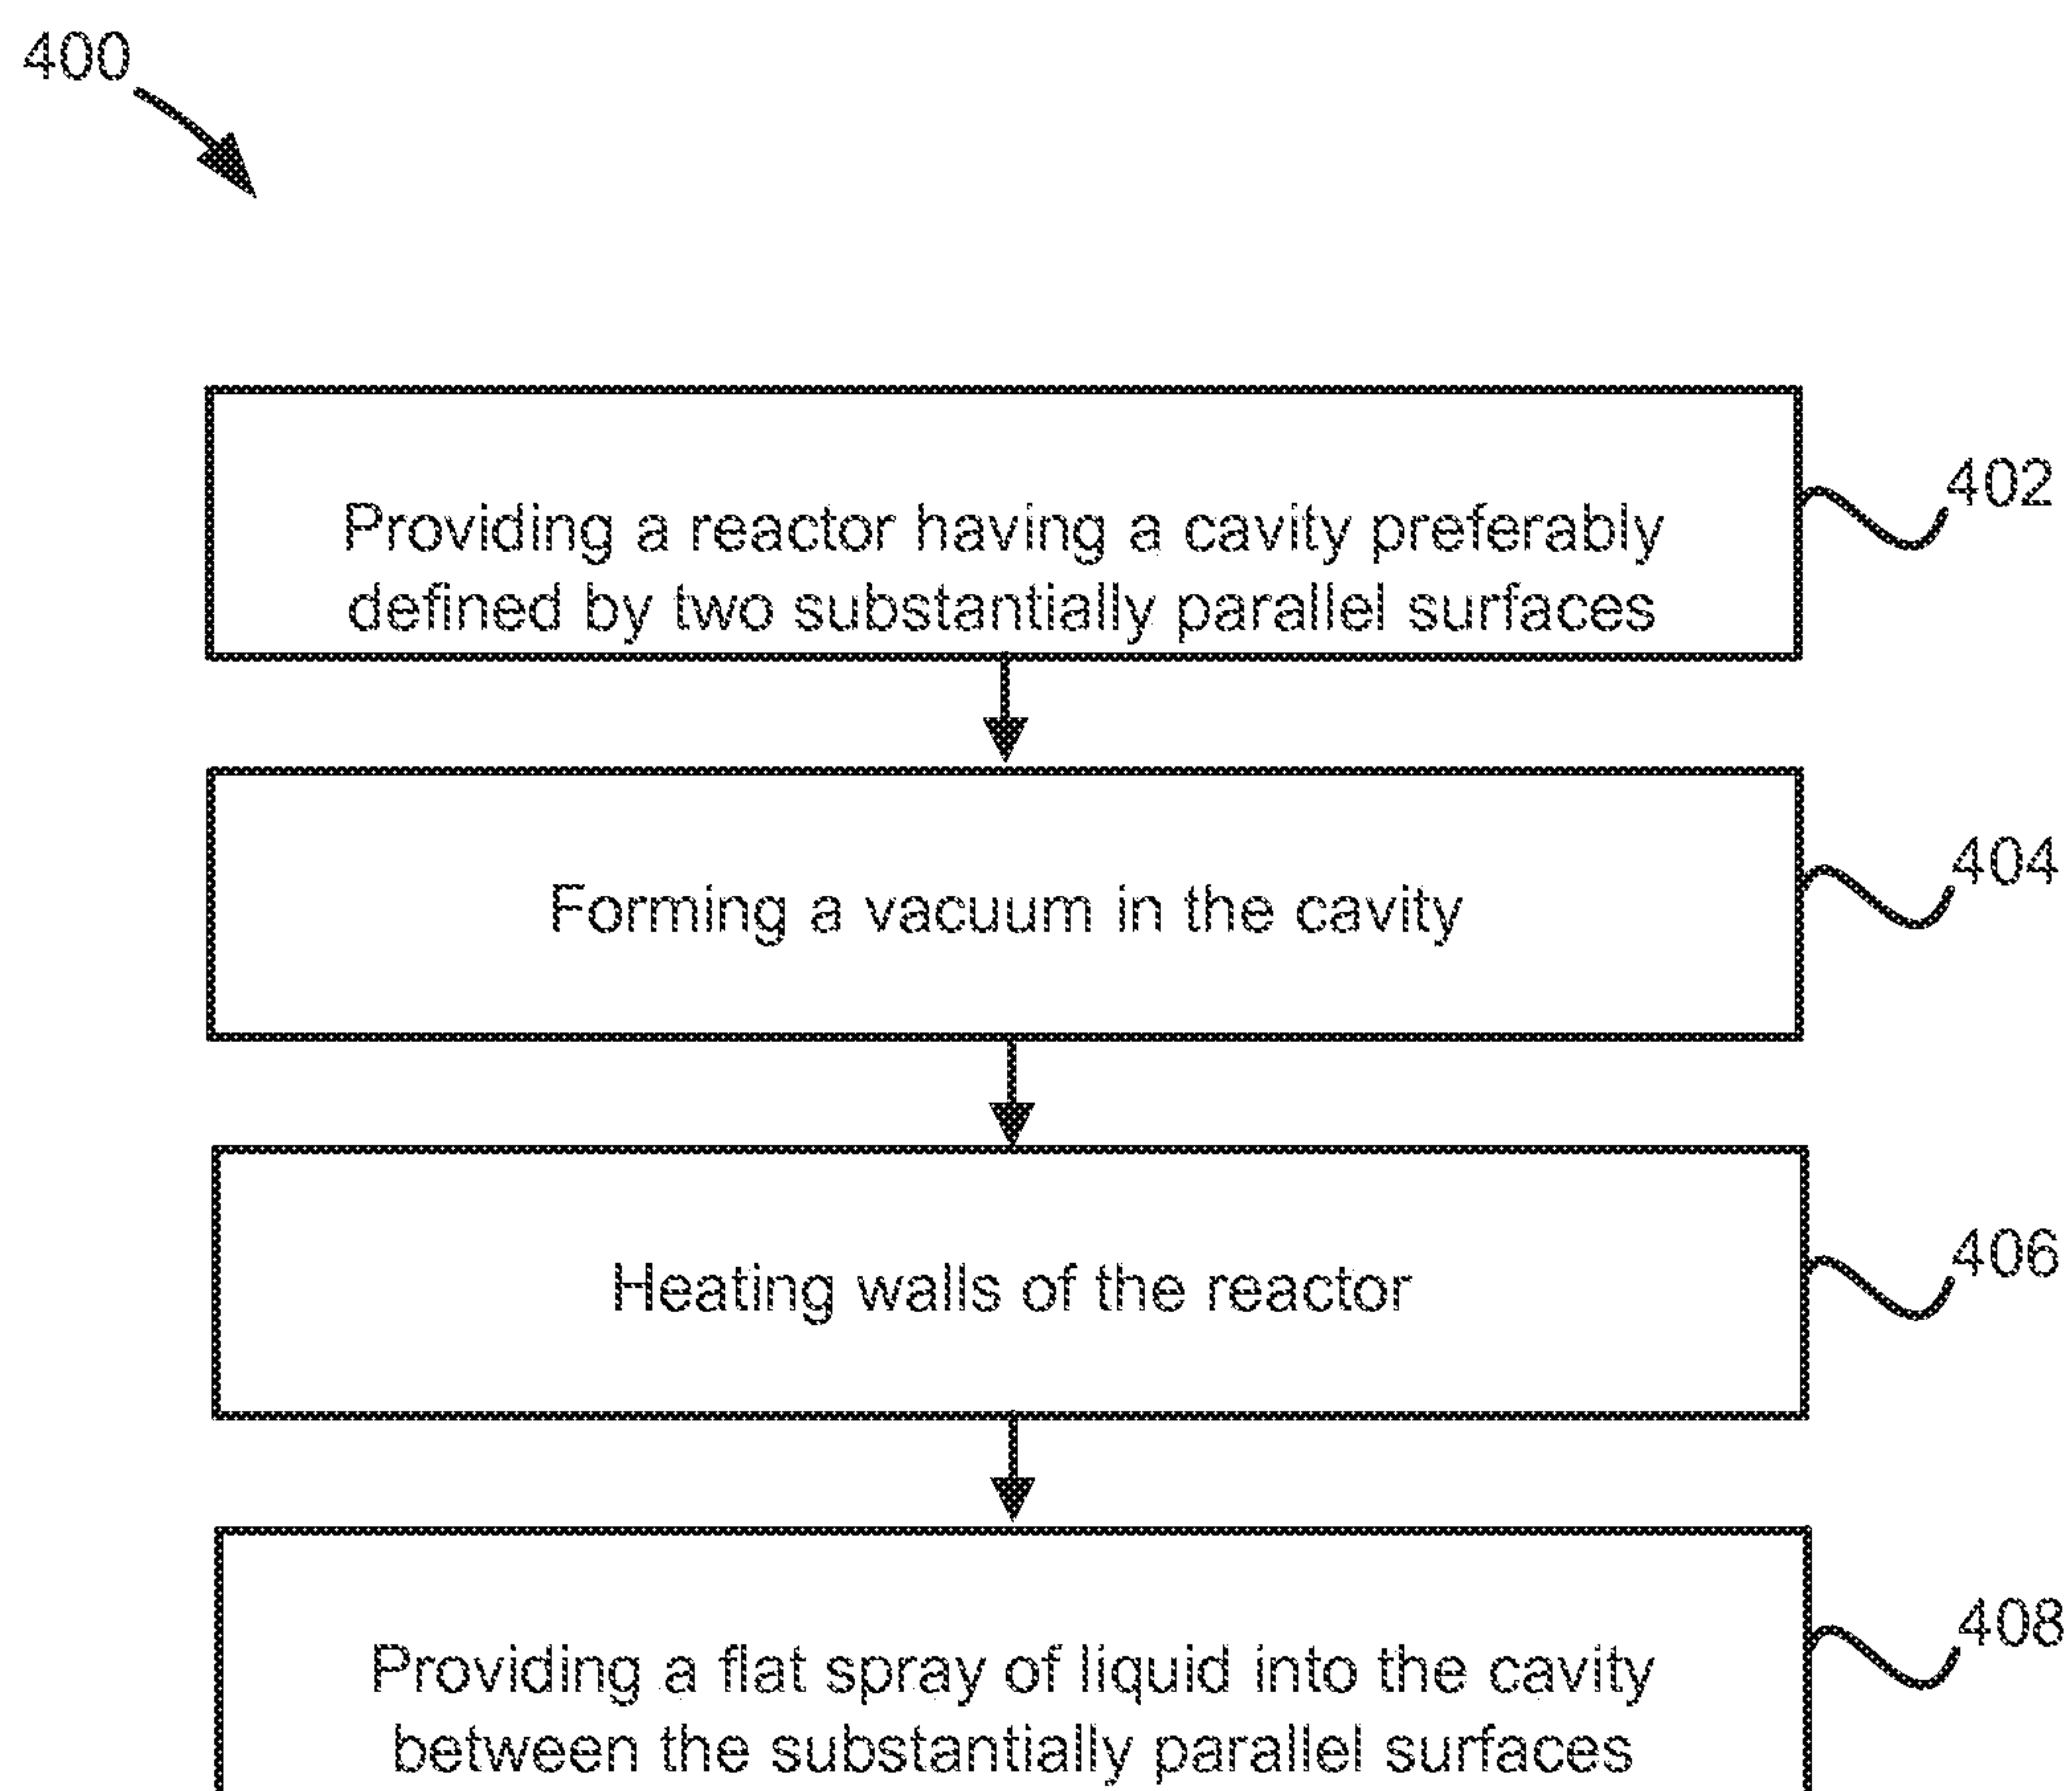 400
Providing a reactor having a cavity preferably
defined by two substantially parallel surfaces
402
Forming a vacuum in the cavity
404
Heating walls of the reactor
406
Providing a flat spray of liquid into the cavity
between the substantially parallel surfaces
408